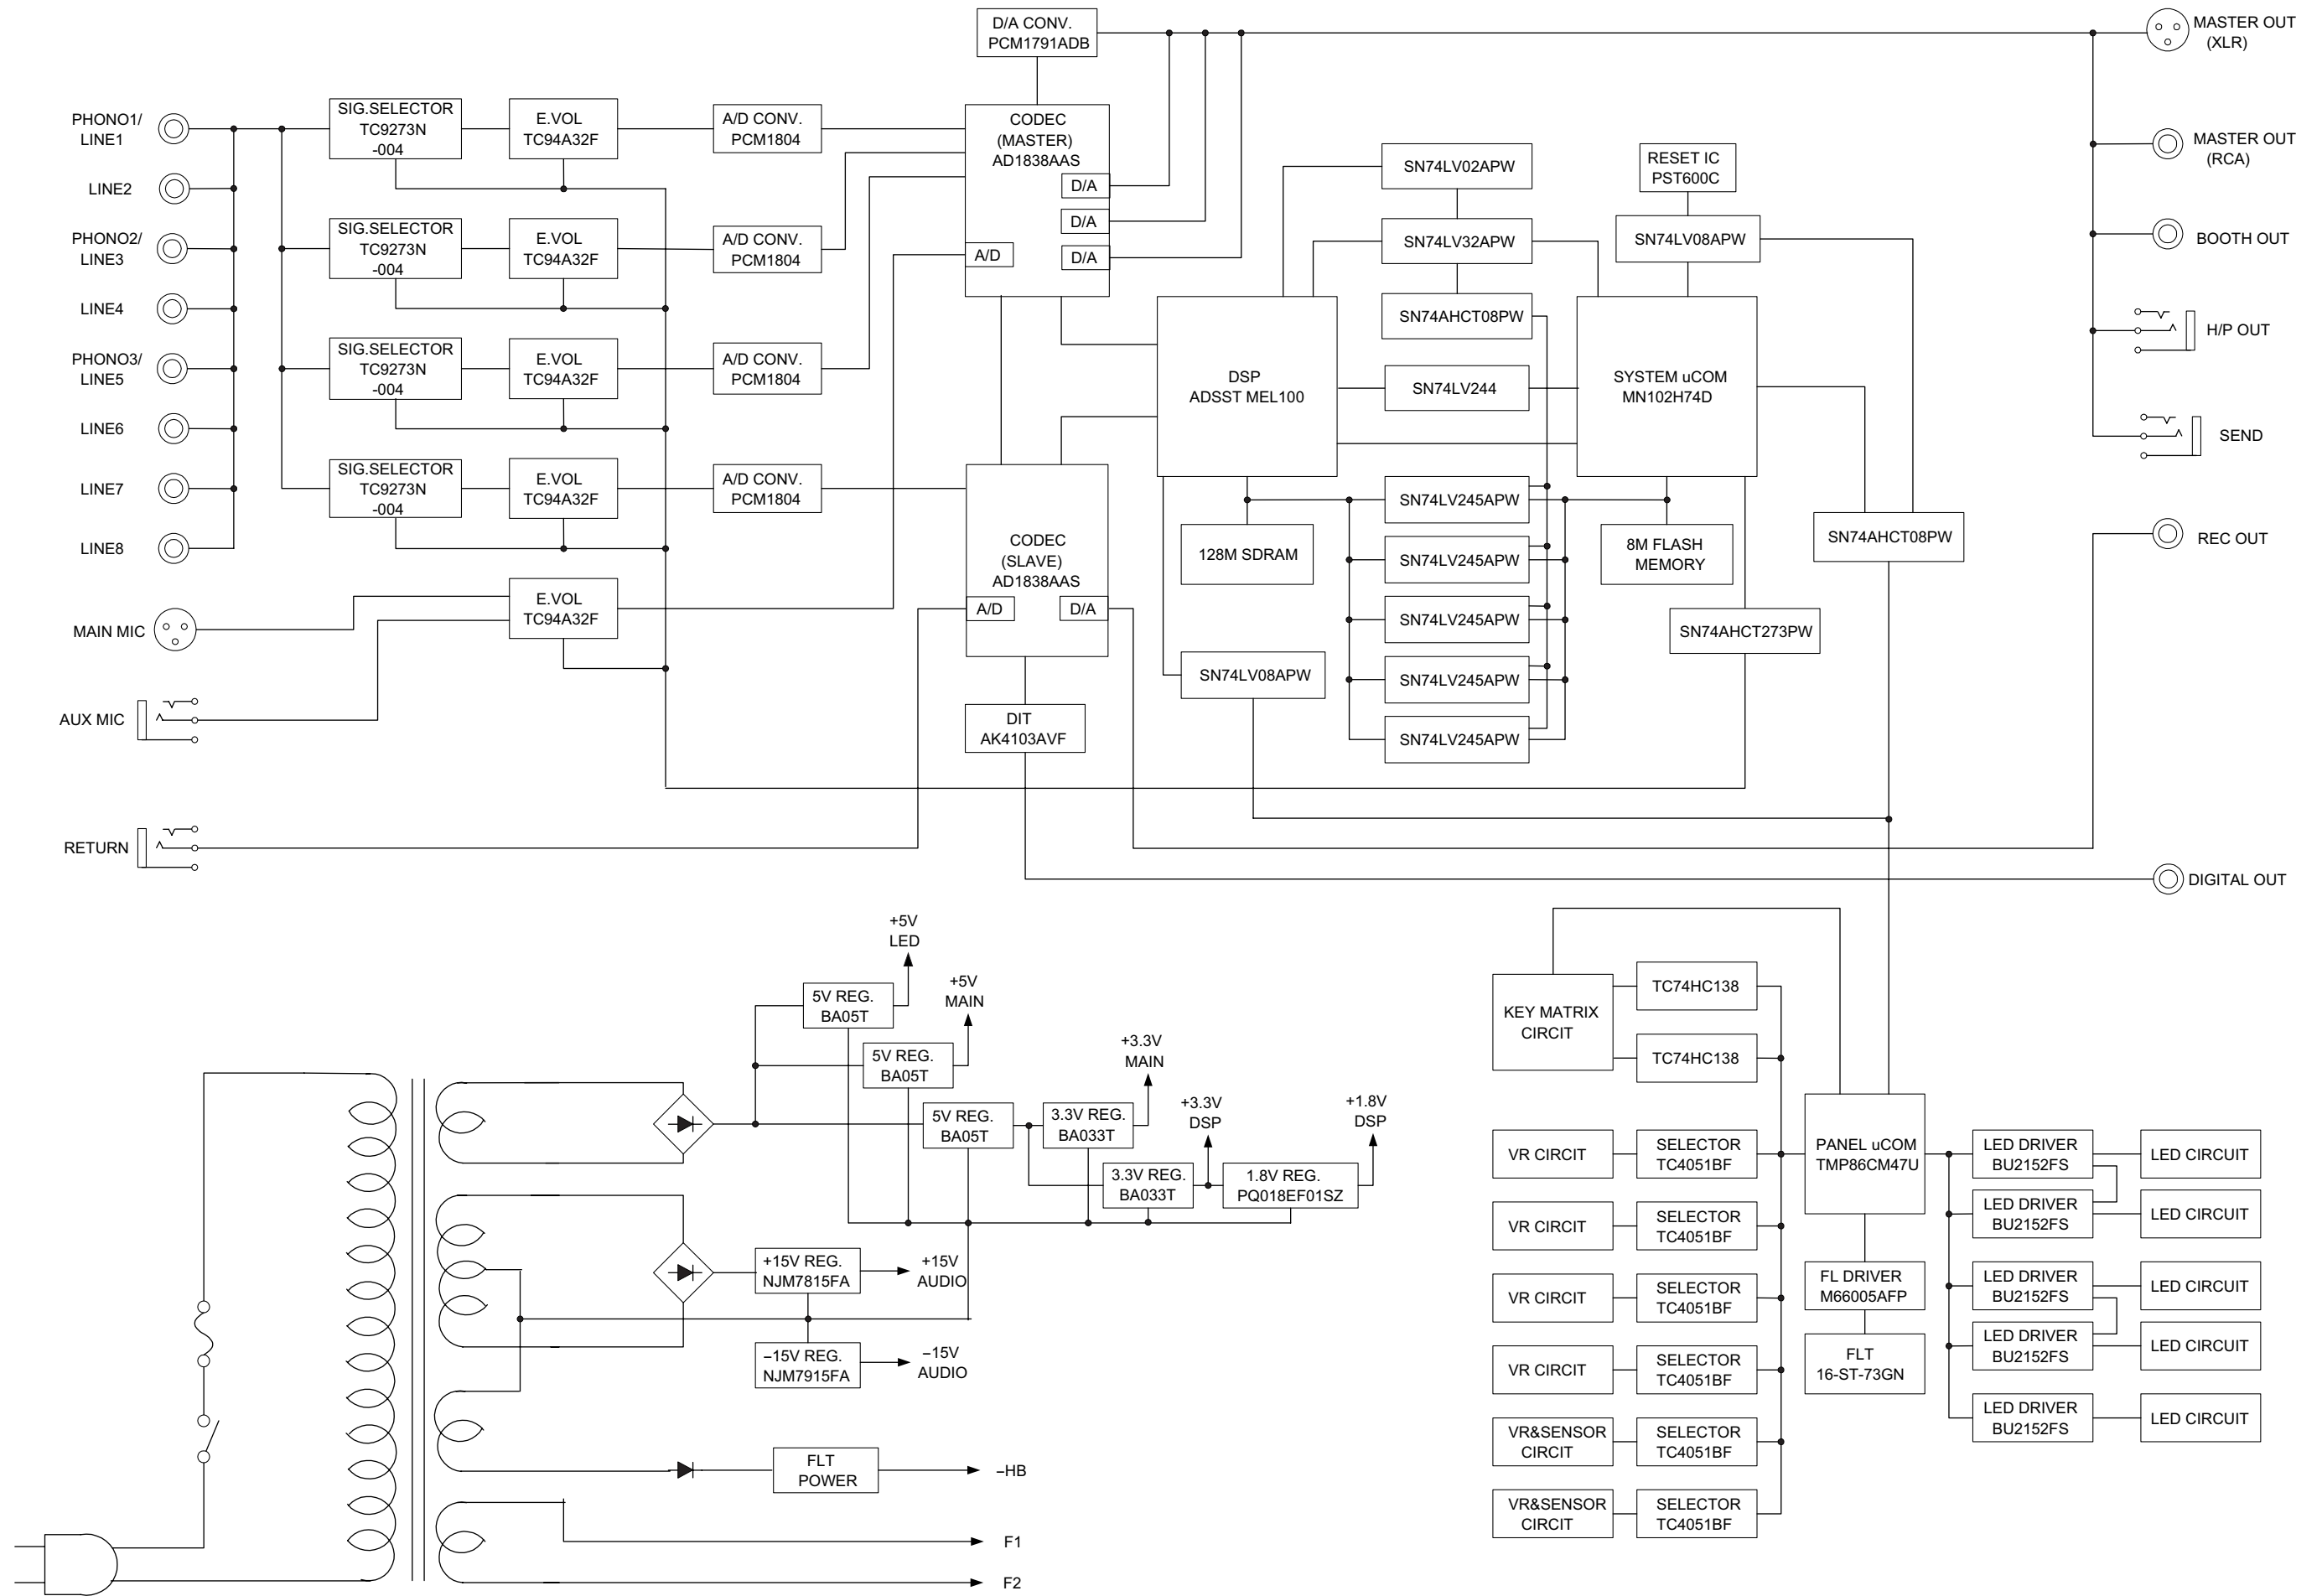 D/A CONV.
PCM1791ADB
MASTER OUT
(XLR)
PHONO1/
LINE1
SIG.SELECTOR
TC9273N
-004
E.VOL
TC94A32F
A/D CONV.
PCM1804
CODEC
(MASTER)
AD1838AAS
D/A
D/A
D/A
A/D
SN74LV02APW
RESET IC
PST600C
MASTER OUT
(RCA)
LINE2
PHONO2/
LINE3
SIG.SELECTOR
TC9273N
-004
E.VOL
TC94A32F
A/D CONV.
PCM1804
SN74LV32APW
SN74LV08APW
BOOTH OUT
LINE4
SN74AHCT08PW
H/P OUT
PHONO3/
LINE5
SIG.SELECTOR
TC9273N
-004
E.VOL
TC94A32F
A/D CONV.
PCM1804
DSP
ADSST MEL100
SN74LV244
SYSTEM uCOM
MN102H74D
LINE6
SEND
LINE7
SIG.SELECTOR
TC9273N
-004
E.VOL
TC94A32F
A/D CONV.
PCM1804
SN74LV245APW
LINE8
CODEC
(SLAVE)
AD1838AAS
A/D
D/A
128M SDRAM
SN74LV245APW
8M FLASH
MEMORY
SN74AHCT08PW
REC OUT
MAIN MIC
E.VOL
TC94A32F
SN74LV245APW
SN74AHCT273PW
SN74LV08APW
SN74LV245APW
AUX MIC
DIT
AK4103AVF
SN74LV245APW
RETURN
DIGITAL OUT
+5V
LED
5V REG.
BA05T
+5V
MAIN
5V REG.
BA05T
+3.3V
MAIN
5V REG.
BA05T
3.3V REG.
BA033T
+3.3V
DSP
+1.8V
DSP
3.3V REG.
BA033T
1.8V REG.
PQ018EF01SZ
+15V REG.
NJM7815FA
+15V
AUDIO
–15V REG.
NJM7915FA
–15V
AUDIO
FLT
POWER
–HB
F1
F2
KEY MATRIX
CIRCIT
TC74HC138
TC74HC138
VR CIRCIT
SELECTOR
TC4051BF
PANEL uCOM
TMP86CM47U
LED DRIVER
BU2152FS
LED CIRCUIT
VR CIRCIT
SELECTOR
TC4051BF
LED DRIVER
BU2152FS
LED CIRCUIT
VR CIRCIT
SELECTOR
TC4051BF
FL DRIVER
M66005AFP
LED DRIVER
BU2152FS
LED CIRCUIT
VR CIRCIT
SELECTOR
TC4051BF
FLT
16-ST-73GN
LED DRIVER
BU2152FS
LED CIRCUIT
VR&SENSOR
CIRCIT
SELECTOR
TC4051BF
LED DRIVER
BU2152FS
LED CIRCUIT
VR&SENSOR
CIRCIT
SELECTOR
TC4051BF